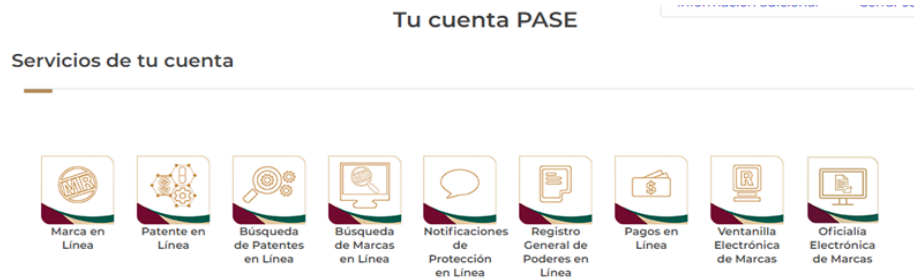 Tu cuenta PASE
Servicios de tu cuenta
MR
Marca en
Línea
Patente en
Línea
Búsqueda
de Patentes
en Línea
Búsqueda
de Marcas
en Línea
Notificaciones
de
Protección
en Línea
Registro
General de
Poderes en
Línea
$
Pagos en
Línea
R
Ventanilla
Electrónica
de Marcas
Oficialía
Electrónica
de Marcas